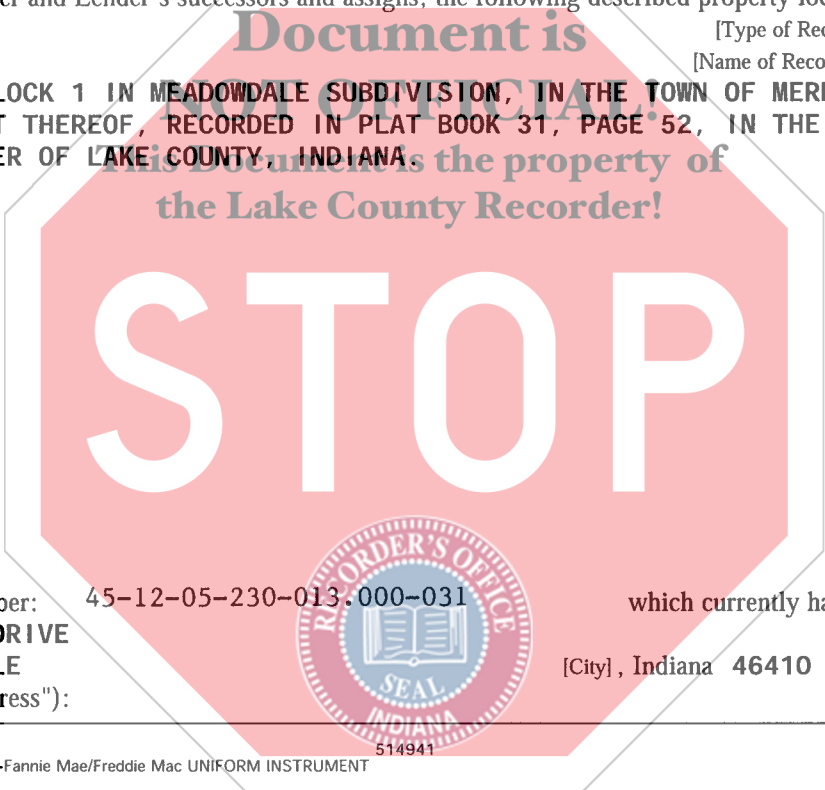 er and Lender's successors and assigns, the following described property loc
Document is
[Type of Rec
[Name of Reco
NOT OFFICIAL!
LOCK 1 IN MEADOWDALE SUBDIVISION, IN THE TOWN OF MERR
T THEREOF, RECORDED IN PLAT BOOK 31, PAGE 52, IN THE
ER OF LAKE COUNTY, INDIANA.
This Document is the property of
the Lake County Recorder!
STOP
RECORDER'S OFFICE
ber: 45-12-05-230-013.000-031 which currently ha
DRIVE
LE [City], Indiana 46410
ress"):
SEAL
INDIANA
514941
-Fannie Mae/Freddie Mac UNIFORM INSTRUMENT